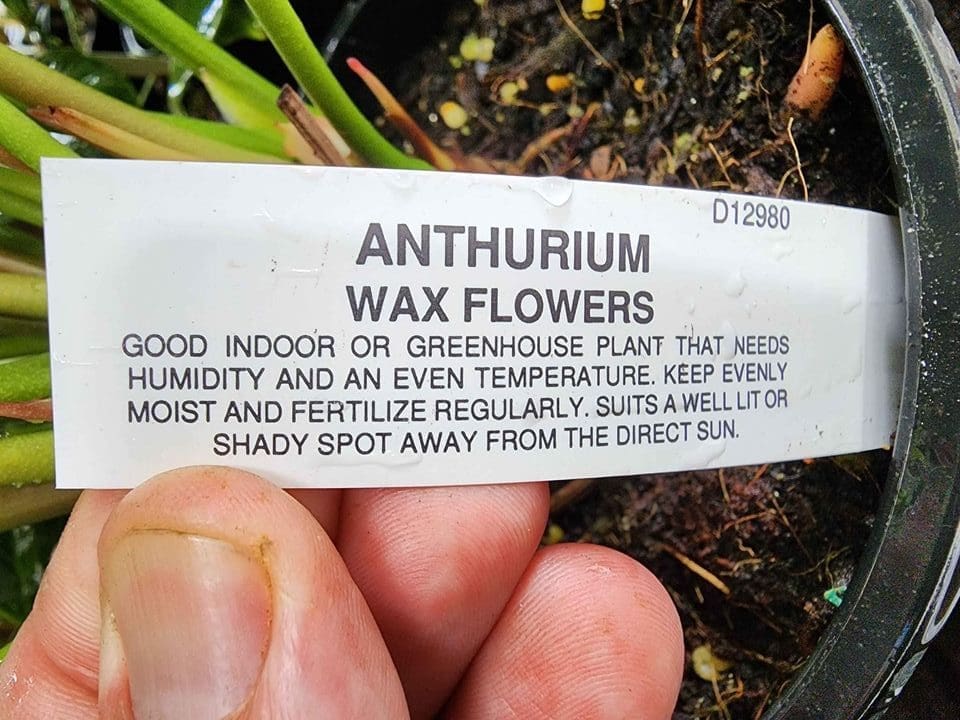 D12980
ANTHURIUM
WAX FLOWERS
GOOD INDOOR OR GREENHOUSE PLANT THAT NEEDS
HUMIDITY AND AN EVEN TEMPERATURE. KEEP EVENLY
MOIST AND FERTILIZE REGULARLY. SUITS A WELL LIT OR
SHADY SPOT AWAY FROM THE DIRECT SUN.